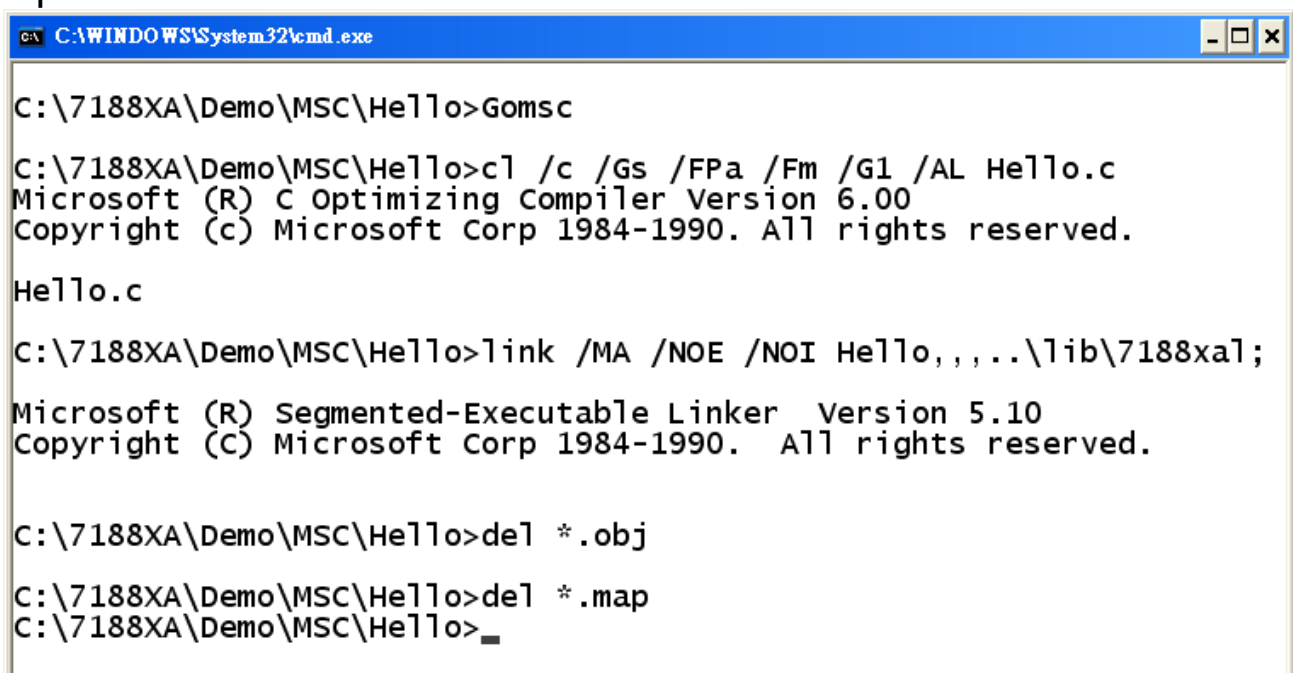 C:\WINDOWS\System32\cmd.exe
C:\7188XA\Demo\MSC\Hello>Gomsc
C:\7188XA\Demo\MSC\Hello>cl /c /Gs /FPa /Fm /G1 /AL Hello.c
Microsoft (R) C Optimizing Compiler Version 6.00
Copyright (c) Microsoft Corp 1984-1990. All rights reserved.
Hello.c
C:\7188XA\Demo\MSC\Hello>link /MA /NOE /NOI Hello,,,..\lib\7188xal;
Microsoft (R) Segmented-Executable Linker  Version 5.10
Copyright (C) Microsoft Corp 1984-1990.  All rights reserved.
C:\7188XA\Demo\MSC\Hello>del *.obj
C:\7188XA\Demo\MSC\Hello>del *.map
C:\7188XA\Demo\MSC\Hello>_